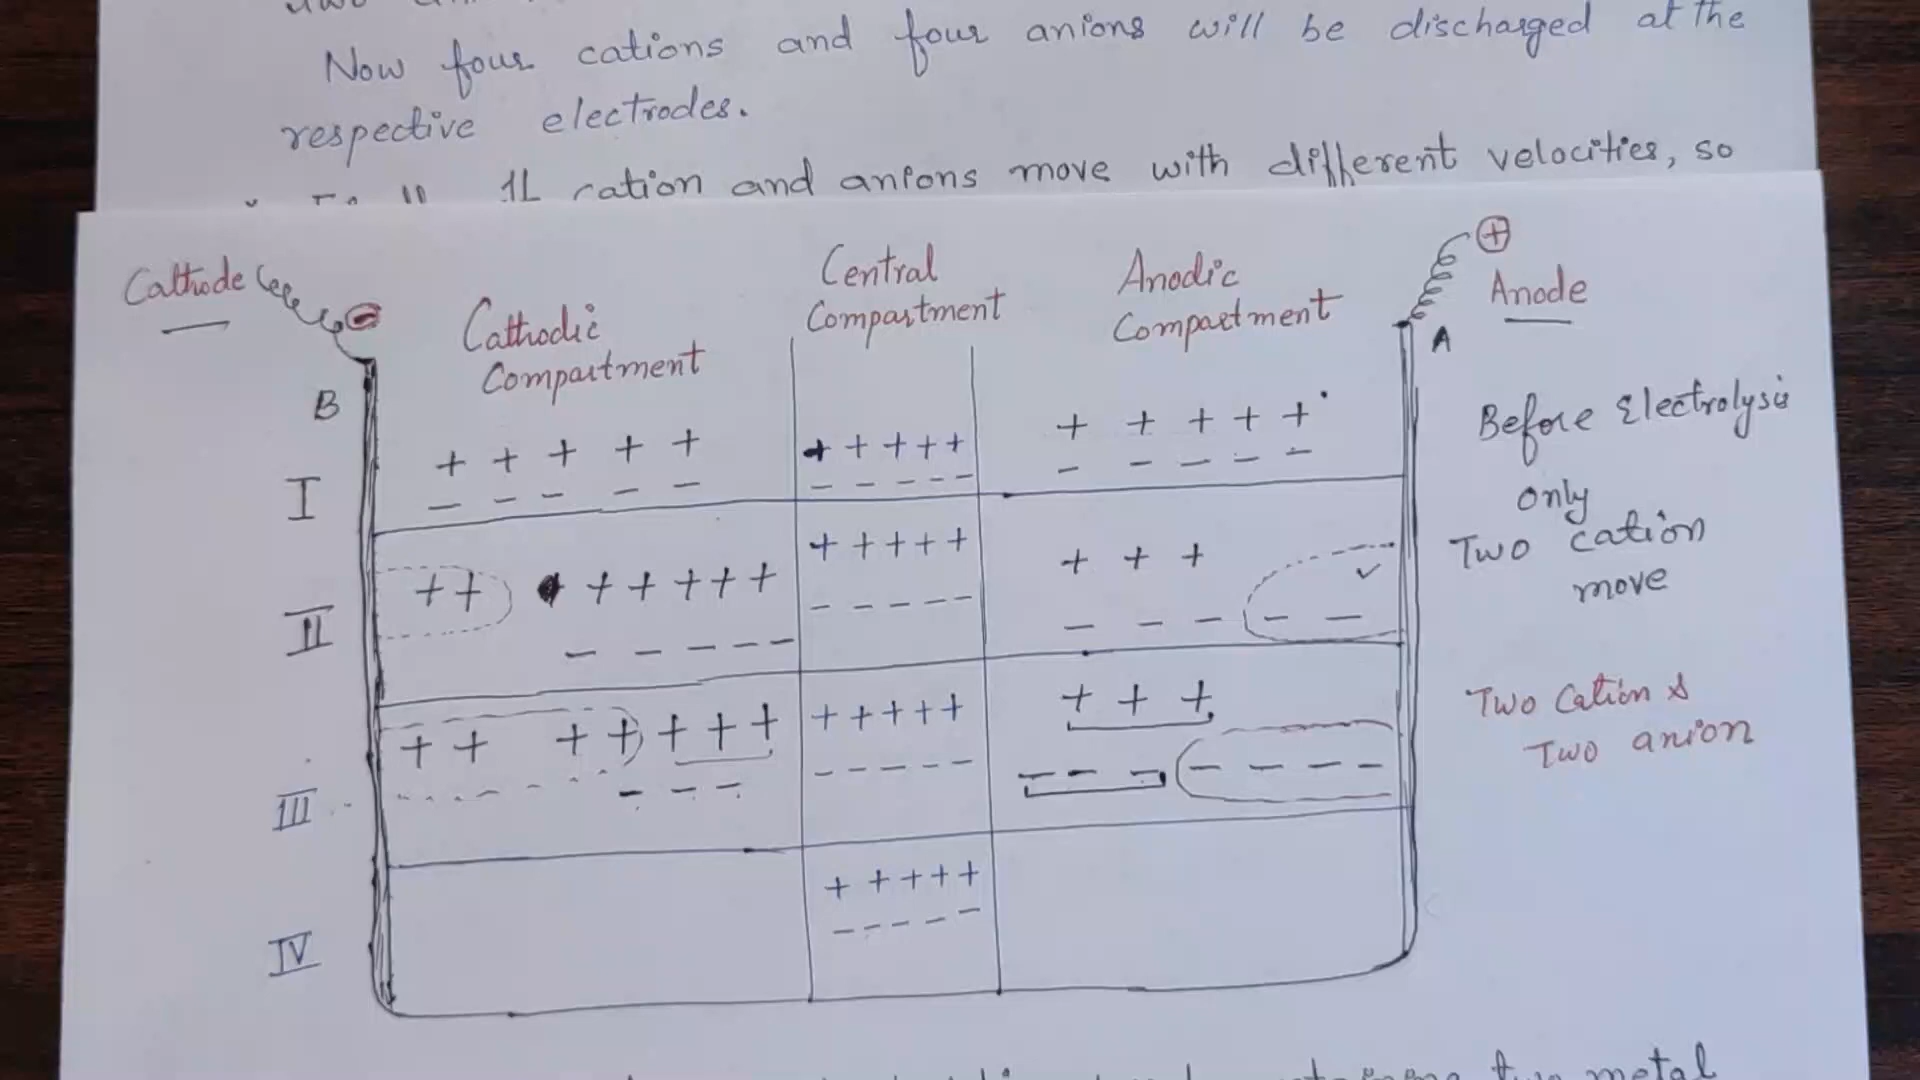 Now four cations and four anions will be discharged at the
respective electrodes.
cation and anions move with different velocities, so
Cathode
Central
Compartment
Anodic
Compartment
Anode
Cathodic
Compartment
A
B
+ + + + +
+ + + + +
+ + + + +
Before Electrolysis
I
- - - - -
- - - - -
- - - - -
only
Two cation
move
+ + + + + + + +
+ + + + +
+ + +
II
- - - - -
- - - - -
- - - - -
+ + + + + + +
+ + + + +
+ + +
Two Cation &
Two anion
III
- - -
- - - - -
- - - - - - -
+ + + + +
IV
- - - - -
metal